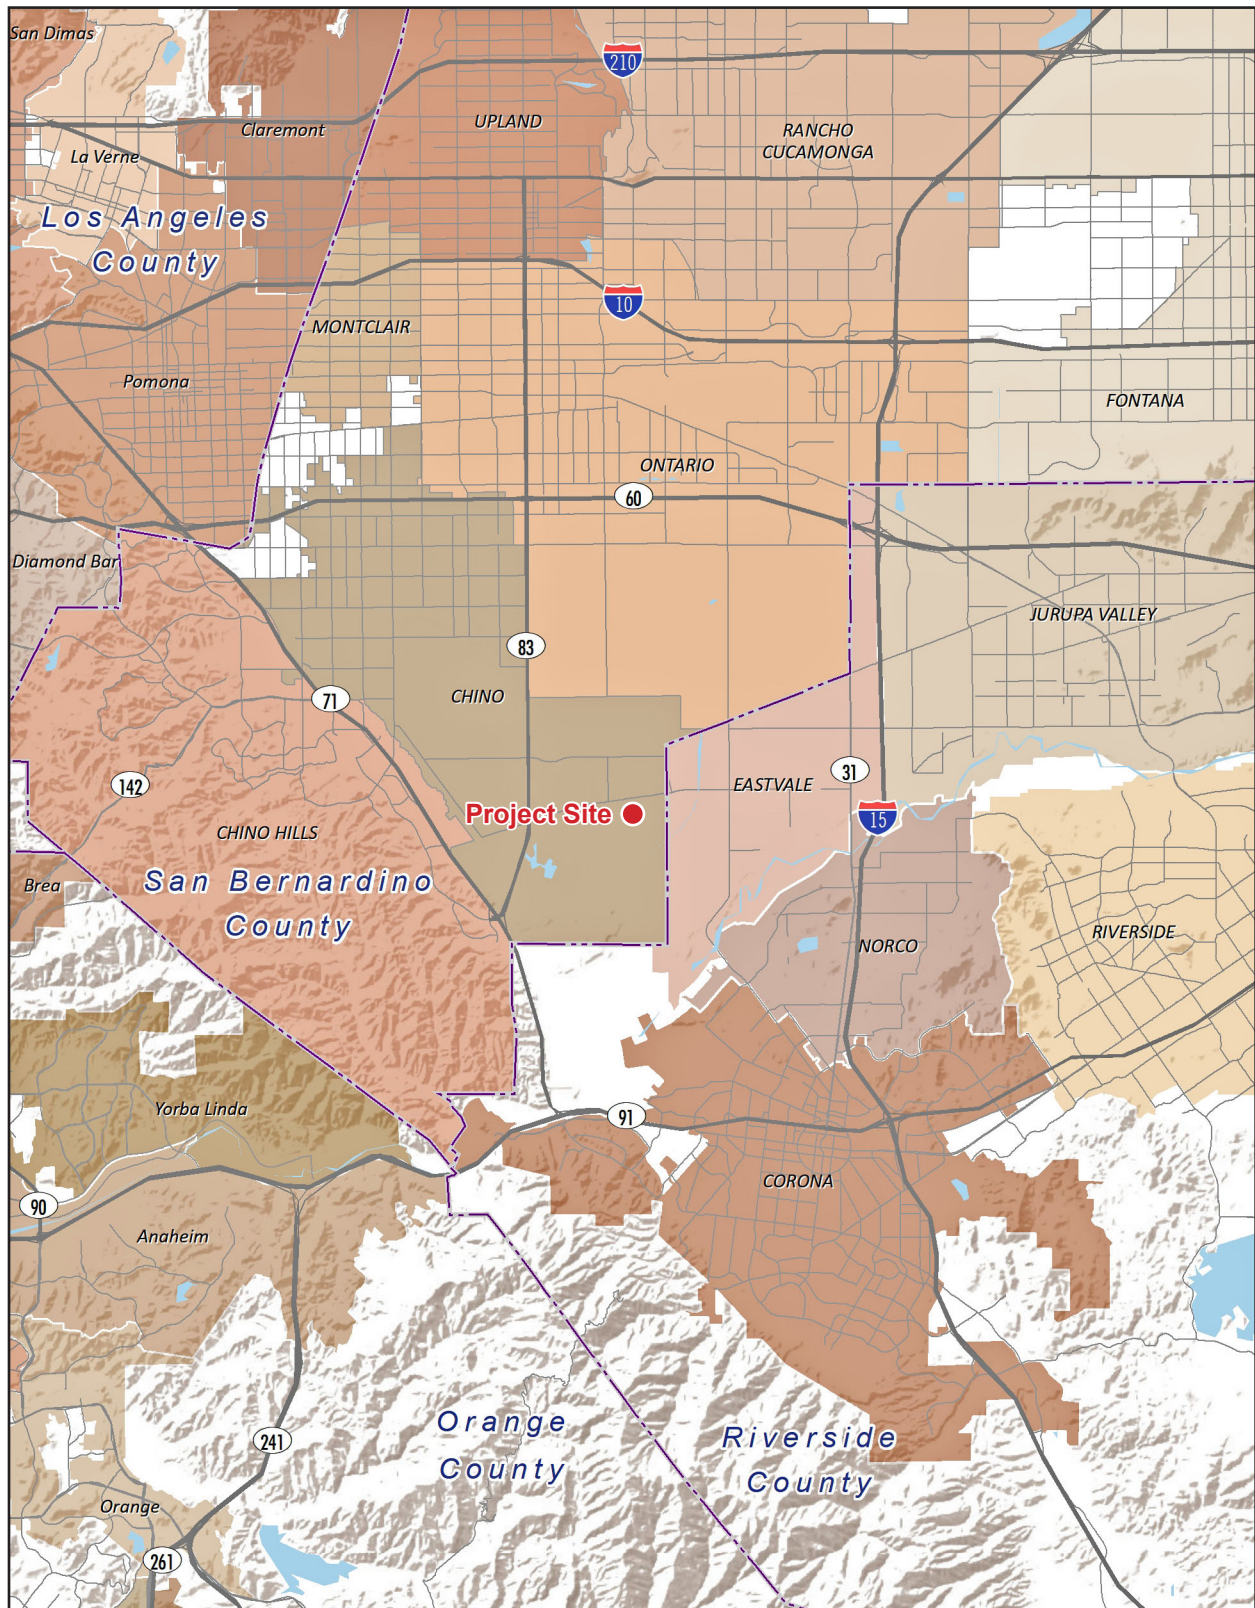 San Dimas
210
UPLAND
Claremont
RANCHO
CUCAMONGA
La Verne
Los Angeles
County
10
MONTCLAIR
Pomona
FONTANA
ONTARIO
60
Diamond Bar
JURUPA VALLEY
83
CHINO
71
31
142
EASTVALE
Project Site
15
CHINO HILLS
San Bernardino
County
Brea
RIVERSIDE
NORCO
Yorba Linda
91
CORONA
90
Anaheim
Orange
County
Riverside
County
241
Orange
261